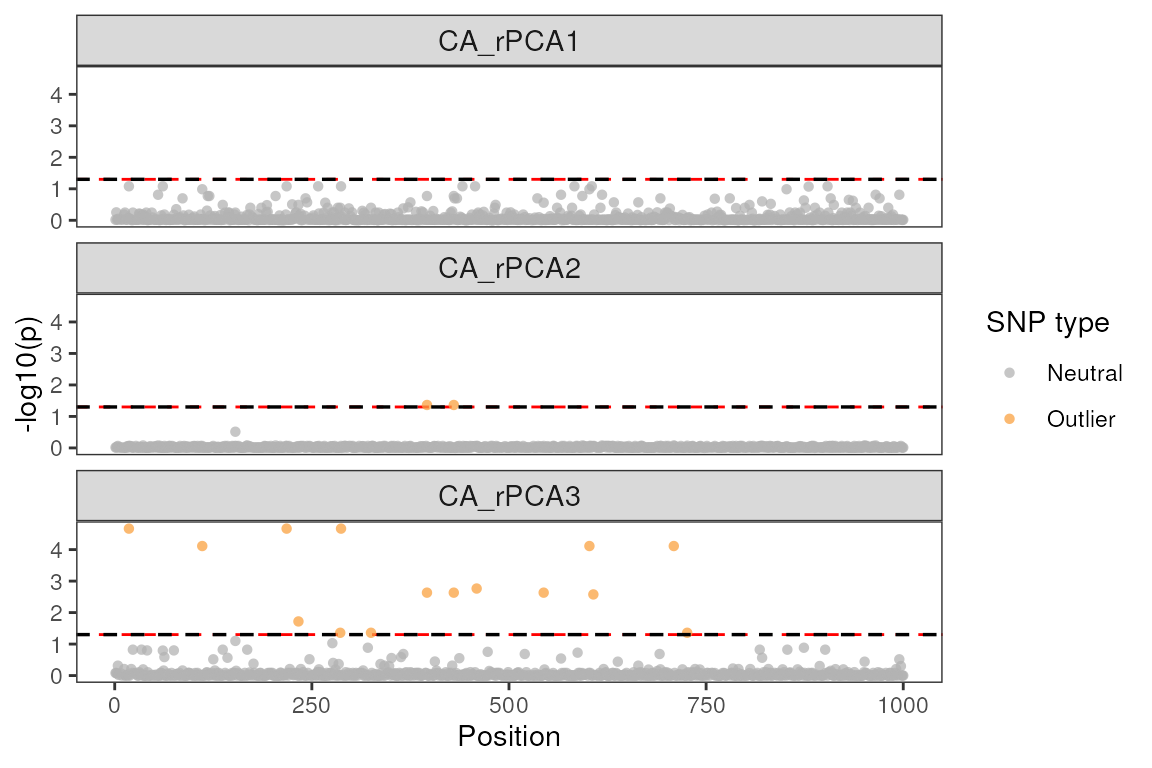 CA_rPCA1
4
3
2
1
0
CA_rPCA2
4
3
2
1
0
CA_rPCA3
4
3
2
1
0
0 250 500 750 1000
Position
-log10(p)
SNP type
Neutral
Outlier